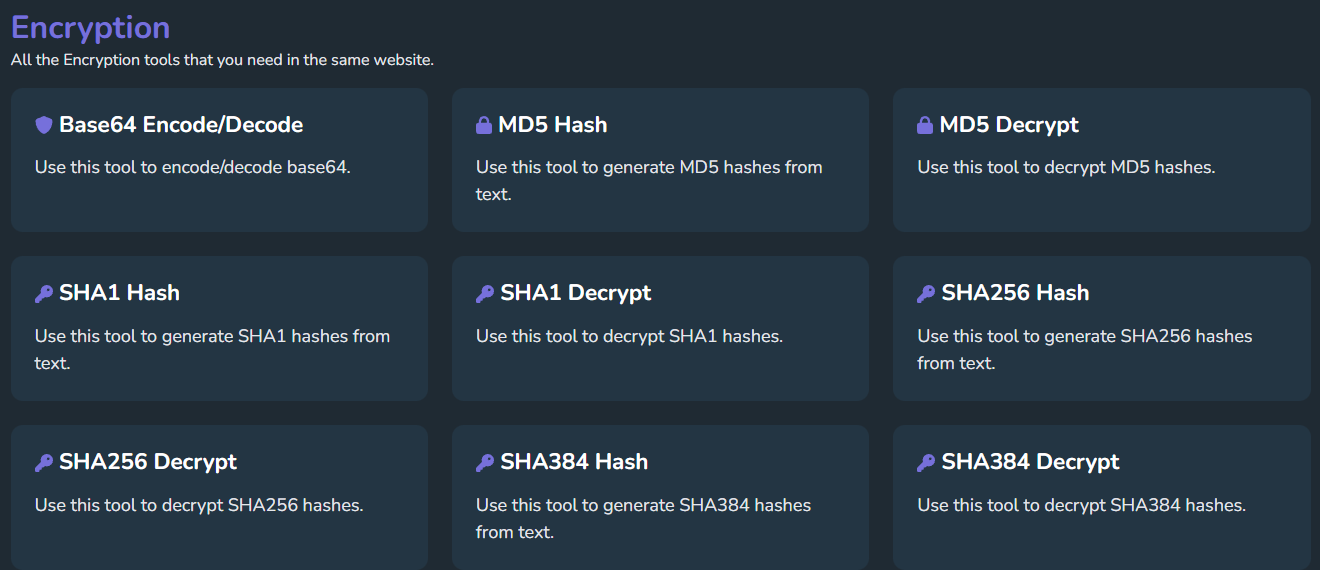 Encryption
All the Encryption tools that you need in the same website.
Base64 Encode/Decode
Use this tool to encode/decode base64.
MD5 Hash
Use this tool to generate MD5 hashes from
text.
MD5 Decrypt
Use this tool to decrypt MD5 hashes.
SHA1 Hash
Use this tool to generate SHA1 hashes from
text.
SHA1 Decrypt
Use this tool to decrypt SHA1 hashes.
SHA256 Hash
Use this tool to generate SHA256 hashes
from text.
SHA256 Decrypt
Use this tool to decrypt SHA256 hashes.
SHA384 Hash
Use this tool to generate SHA384 hashes
from text.
SHA384 Decrypt
Use this tool to decrypt SHA384 hashes.